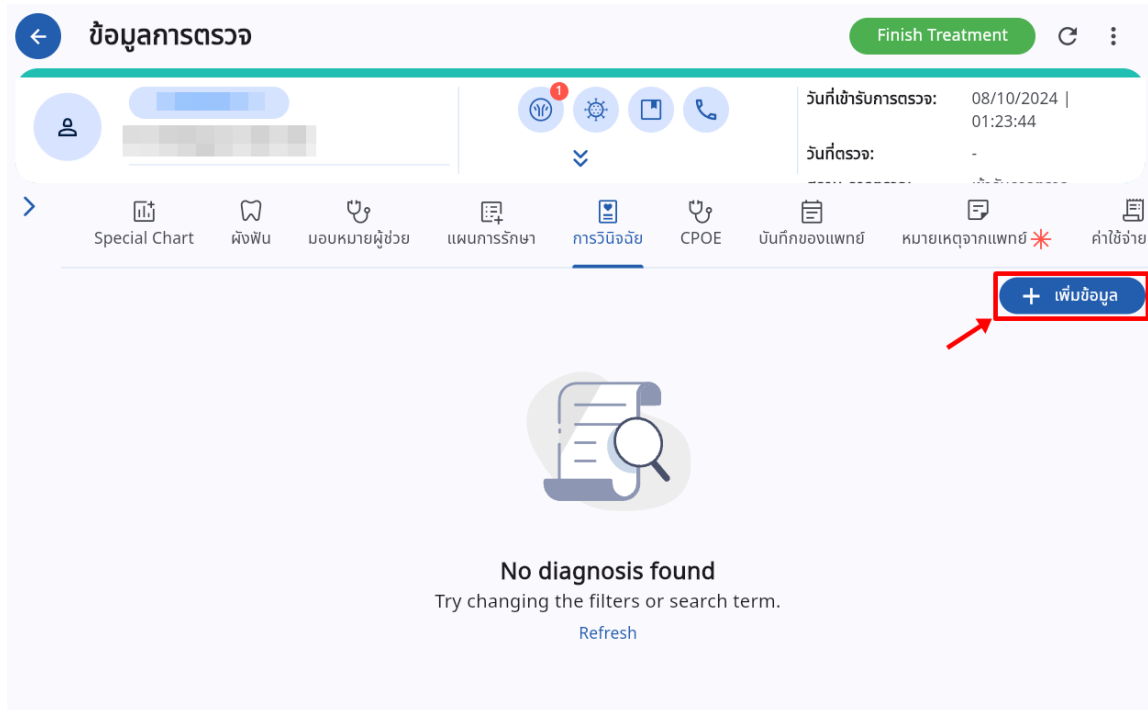 ข้อมูลการตรวจ
Finish Treatment
1
วันที่เข้ารับการตรวจ: 08/10/2024 |
01:23:44
วันที่ตรวจ: -
Special Chart ผังฟัน มอบหมายผู้ช่วย แผนการรักษา การวินิจฉัย CPOE บันทึกของแพทย์ หมายเหตุจากแพทย์ ค่าใช้จ่าย
+ เพิ่มข้อมูล
No diagnosis found
Try changing the filters or search term.
Refresh